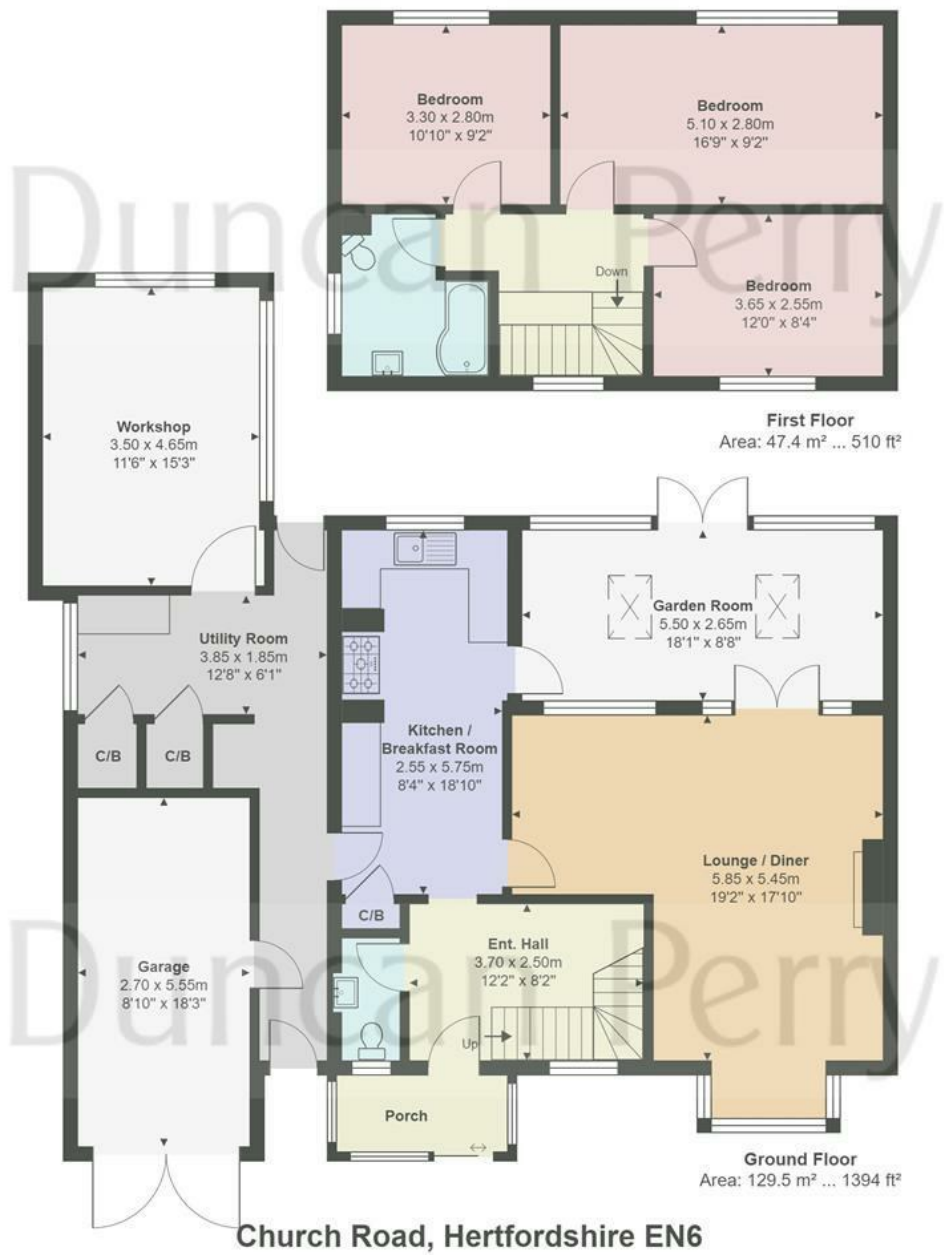 Duncan Perry
Bedroom
3.30 x 2.80m
10'10" x 9'2"
Bedroom
5.10 x 2.80m
16'9" x 9'2"
Down
Bedroom
3.65 x 2.55m
12'0" x 8'4"
First Floor
Area: 47.4 m² ... 510 ft²
Workshop
3.50 x 4.65m
11'6" x 15'3"
Utility Room
3.85 x 1.85m
12'8" x 6'1"
C/B
C/B
Garden Room
5.50 x 2.65m
18'1" x 8'8"
Kitchen /
Breakfast Room
2.55 x 5.75m
8'4" x 18'10"
Lounge / Diner
5.85 x 5.45m
19'2" x 17'10"
C/B
Ent. Hall
3.70 x 2.50m
12'2" x 8'2"
Up
Garage
2.70 x 5.55m
8'10" x 18'3"
Duncan Perry
Porch
Ground Floor
Area: 129.5 m² ... 1394 ft²
Church Road, Hertfordshire EN6